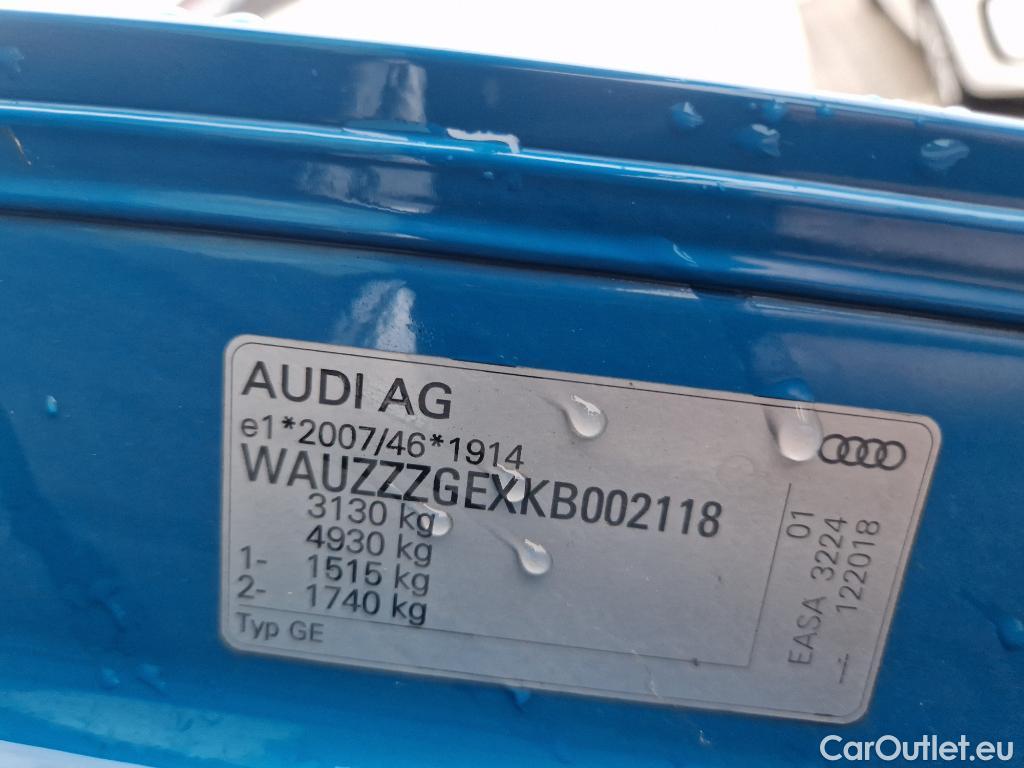 AUDI AG
e1*2007/46*1914
WAUZZZGEXKB002118
3130 kg
4930 kg
1- 1515 kg
2- 1740 kg
Typ GE
01
EASA 3224
122018
CarOutlet.eu